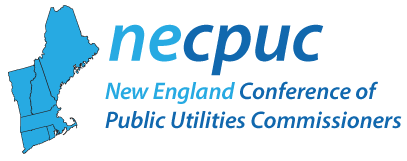 necpuc
New England Conference of
Public Utilities Commissioners